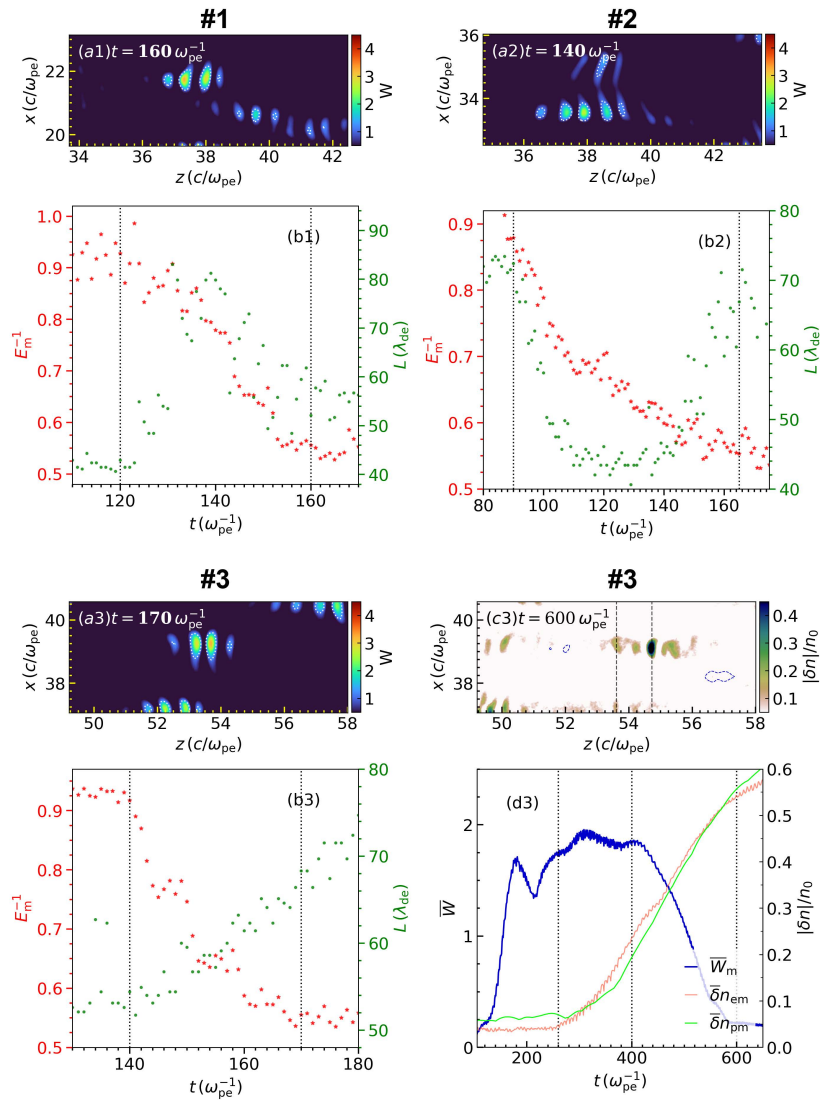 #1
#2
(a1)t = 160 ω_pe^-1
22
20
x (c/ω_pe)
34 36 38 40 42
z (c/ω_pe)
4
3
2
1
W
(a2)t = 140 ω_pe^-1
36
34
x (c/ω_pe)
36 39 42
z (c/ω_pe)
4
3
2
1
W
(b1)
1.0
0.9
0.8
0.7
0.6
0.5
E_m^-1
90
80
70
60
50
40
L (λ_de)
120 140 160
t (ω_pe^-1)
(b2)
0.9
0.8
0.7
0.6
0.5
E_m^-1
80
70
60
50
40
L (λ_de)
80 100 120 140 160
t (ω_pe^-1)
#3
#3
(a3)t = 170 ω_pe^-1
40
38
x (c/ω_pe)
50 52 54 56 58
z (c/ω_pe)
4
3
2
1
W
(c3)t = 600 ω_pe^-1
40
38
x (c/ω_pe)
50 52 54 56 58
z (c/ω_pe)
0.4
0.3
0.2
0.1
|δn|/n_0
(b3)
0.9
0.8
0.7
0.6
0.5
E_m^-1
80
70
60
50
L (λ_de)
130 140 150 160 170 180
t (ω_pe^-1)
(d3)
2
1
0
W̅
0.6
0.5
0.4
0.3
0.2
0.1
0.0
|δn|/n_0
W̅_m
δ̅n_em
δ̅n_pm
200 400 600
t (ω_pe^-1)